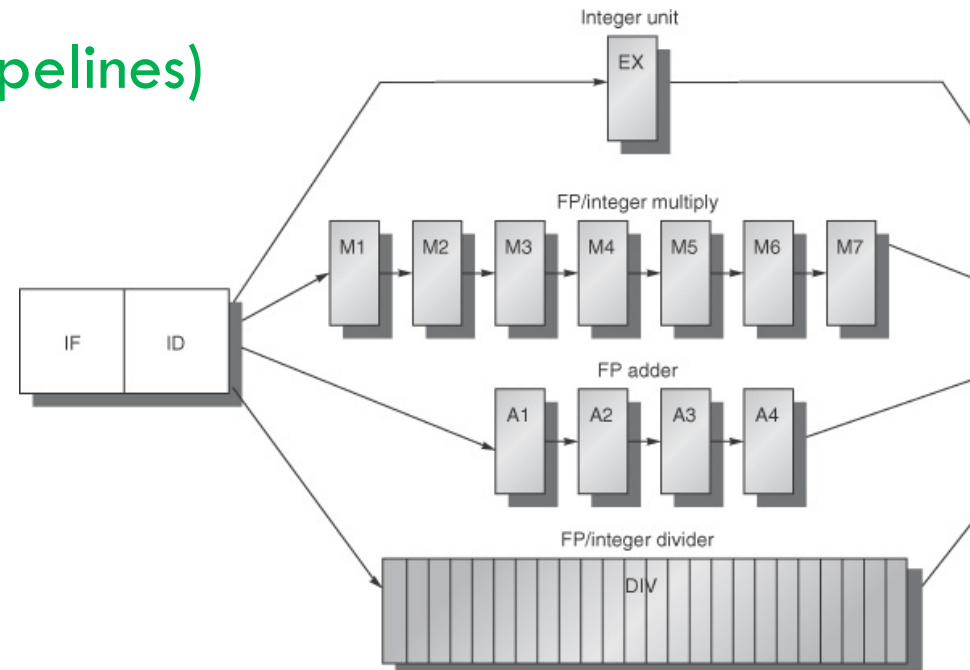 pelines)
Integer unit
EX
FP/integer multiply
M1 M2 M3 M4 M5 M6 M7
IF ID
FP adder
A1 A2 A3 A4
FP/integer divider
DIV